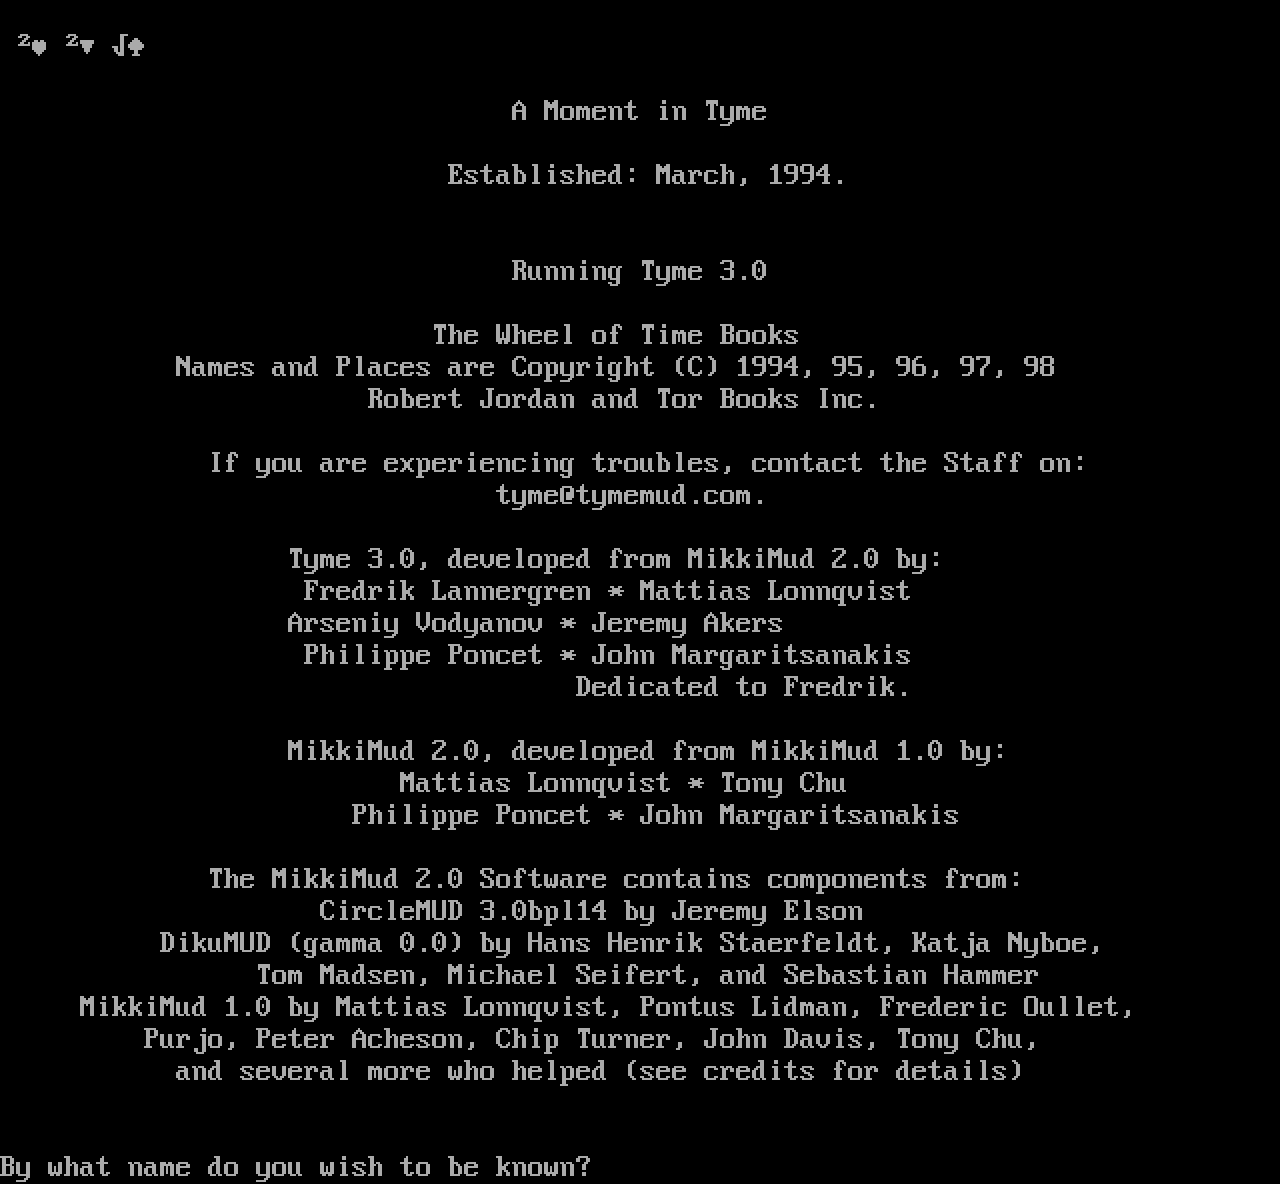 ²♥ ²▼ √♠
A Moment in Tyme
Established: March, 1994.
Running Tyme 3.0
The Wheel of Time Books
Names and Places are Copyright (C) 1994, 95, 96, 97, 98
Robert Jordan and Tor Books Inc.
If you are experiencing troubles, contact the Staff on:
tyme@tymemud.com.
Tyme 3.0, developed from MikkiMud 2.0 by:
Fredrik Lannergren * Mattias Lonnqvist
Arseniy Vodyanov * Jeremy Akers
Philippe Poncet * John Margaritsanakis
Dedicated to Fredrik.
MikkiMud 2.0, developed from MikkiMud 1.0 by:
Mattias Lonnqvist * Tony Chu
Philippe Poncet * John Margaritsanakis
The MikkiMud 2.0 Software contains components from:
CircleMUD 3.0bpl14 by Jeremy Elson
DikuMUD (gamma 0.0) by Hans Henrik Staerfeldt, Katja Nyboe,
Tom Madsen, Michael Seifert, and Sebastian Hammer
MikkiMud 1.0 by Mattias Lonnqvist, Pontus Lidman, Frederic Oullet,
Purjo, Peter Acheson, Chip Turner, John Davis, Tony Chu,
and several more who helped (see credits for details)
By what name do you wish to be known?